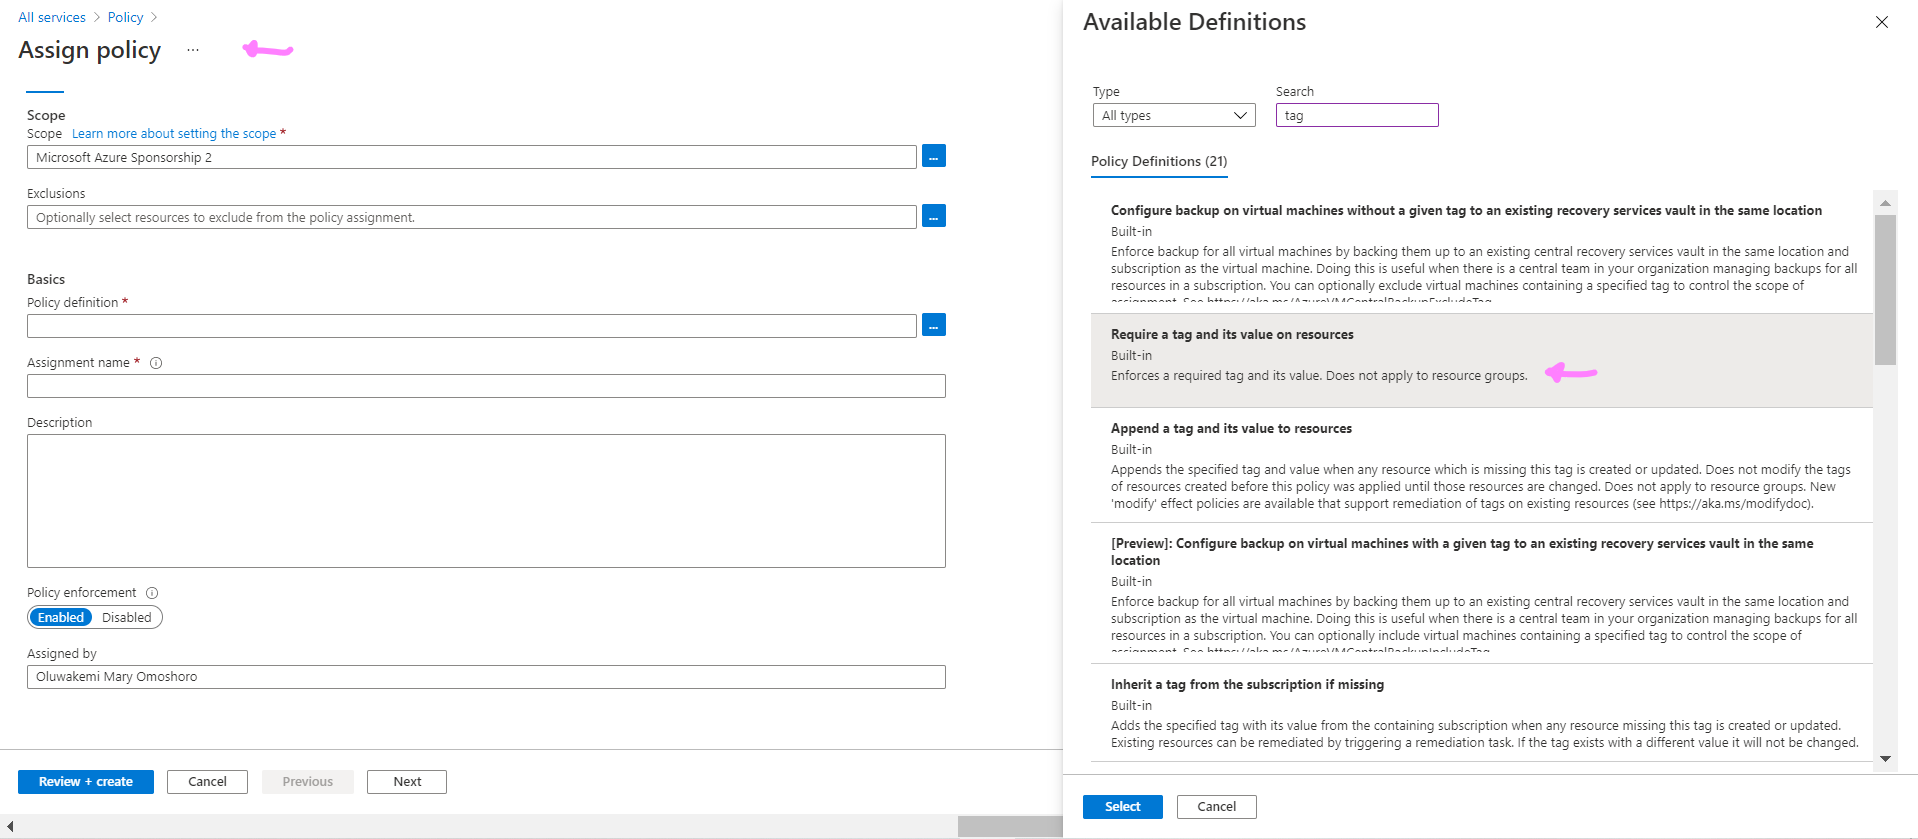 All services > Policy >
Assign policy ...
Scope
Scope Learn more about setting the scope *
Microsoft Azure Sponsorship 2
...
Exclusions
Optionally select resources to exclude from the policy assignment.
...
Basics
Policy definition *
...
Assignment name *
Description
Policy enforcement
Enabled Disabled
Assigned by
Oluwakemi Mary Omoshoro
Review + create Cancel Previous Next
Available Definitions
Type Search
All types tag
Policy Definitions (21)
Configure backup on virtual machines without a given tag to an existing recovery services vault in the same location
Built-in
Enforce backup for all virtual machines by backing them up to an existing central recovery services vault in the same location and
subscription as the virtual machine. Doing this is useful when there is a central team in your organization managing backups for all
resources in a subscription. You can optionally exclude virtual machines containing a specified tag to control the scope of
assignment. See https://aka.ms/AzureVMCentralBackupExcludeTag
Require a tag and its value on resources
Built-in
Enforces a required tag and its value. Does not apply to resource groups.
Append a tag and its value to resources
Built-in
Appends the specified tag and value when any resource which is missing this tag is created or updated. Does not modify the tags
of resources created before this policy was applied until those resources are changed. Does not apply to resource groups. New
'modify' effect policies are available that support remediation of tags on existing resources (see https://aka.ms/modifydoc).
[Preview]: Configure backup on virtual machines with a given tag to an existing recovery services vault in the same
location
Built-in
Enforce backup for all virtual machines by backing them up to an existing central recovery services vault in the same location and
subscription as the virtual machine. Doing this is useful when there is a central team in your organization managing backups for all
resources in a subscription. You can optionally include virtual machines containing a specified tag to control the scope of
assignment. See https://aka.ms/AzureVMCentralBackupIncludeTag
Inherit a tag from the subscription if missing
Built-in
Adds the specified tag with its value from the containing subscription when any resource missing this tag is created or updated.
Existing resources can be remediated by triggering a remediation task. If the tag exists with a different value it will not be changed.
Select Cancel